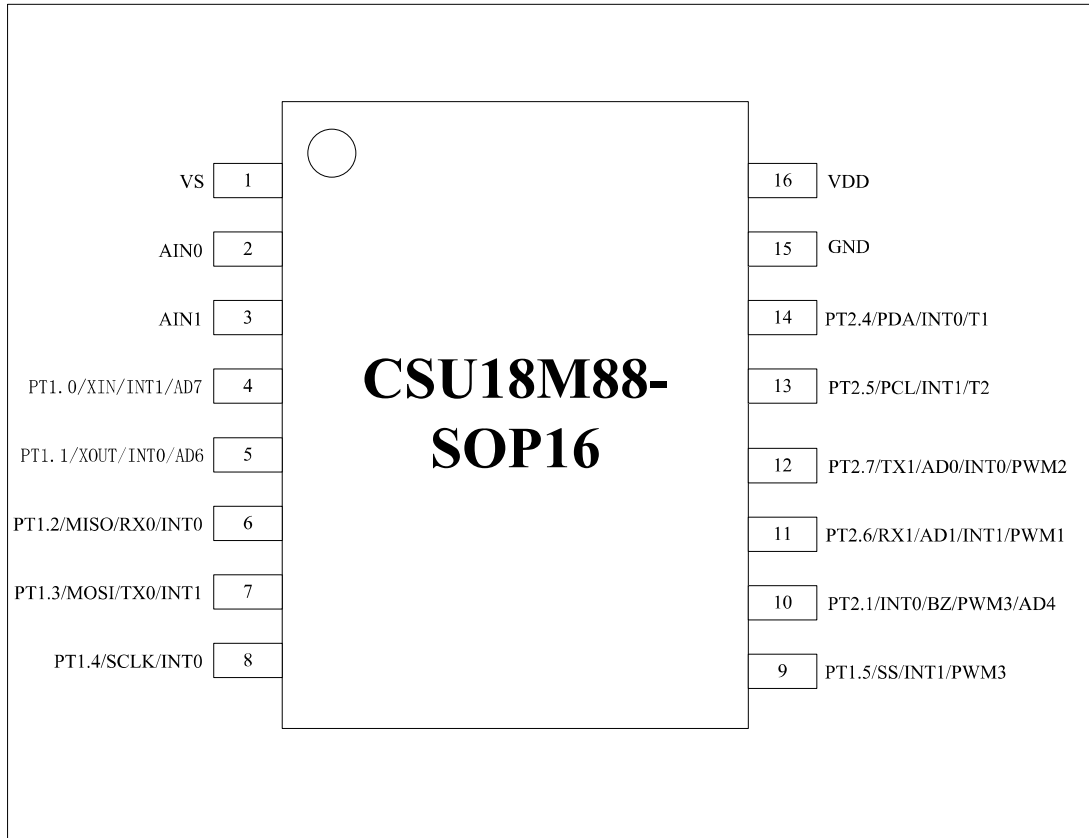 VS 1 16 VDD
AIN0 2 15 GND
AIN1 3 14 PT2.4/PDA/INT0/T1
PT1.0/XIN/INT1/AD7 4 13 PT2.5/PCL/INT1/T2
CSU18M88-
SOP16
PT1.1/XOUT/INT0/AD6 5 12 PT2.7/TX1/AD0/INT0/PWM2
PT1.2/MISO/RX0/INT0 6 11 PT2.6/RX1/AD1/INT1/PWM1
PT1.3/MOSI/TX0/INT1 7 10 PT2.1/INT0/BZ/PWM3/AD4
PT1.4/SCLK/INT0 8 9 PT1.5/SS/INT1/PWM3